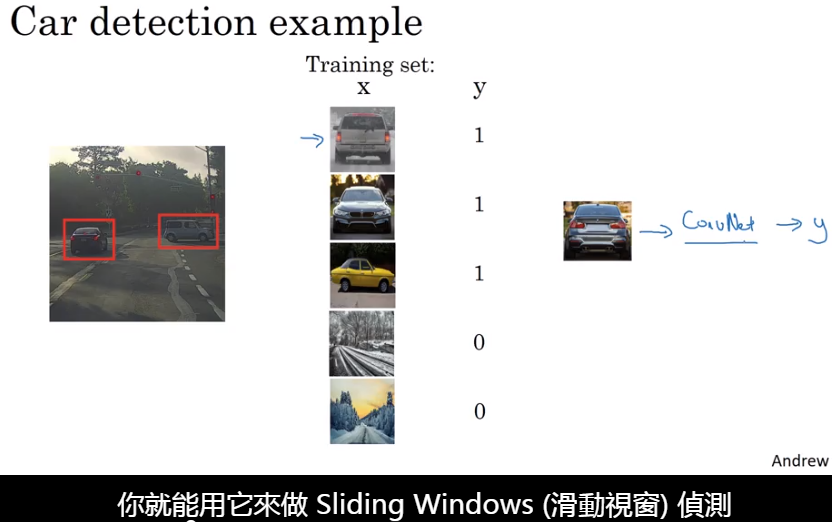 Car detection example
Training set:
x
y
1
1
1
0
0
ConvNet → y
Andrew
你就能用它來做 Sliding Windows (滑動視窗) 偵測